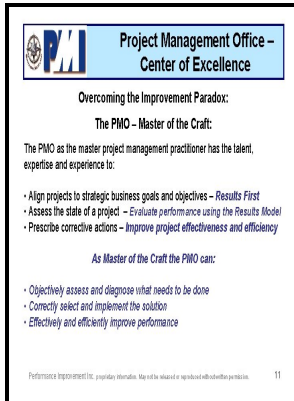 PMI
Project Management Office –
Center of Excellence
Overcoming the Improvement Paradox:
The PMO – Master of the Craft:
The PMO as the master project management practitioner has the talent,
expertise and experience to:
• Align projects to strategic business goals and objectives – Results First
• Assess the state of a project – Evaluate performance using the Results Model
• Prescribe corrective actions – Improve project effectiveness and efficiency
As Master of the Craft the PMO can:
• Objectively assess and diagnose what needs to be done
• Correctly select and implement the solution
• Effectively and efficiently improve performance
Performance Improvement Inc. proprietary information. May not be released or reproduced without written permission. 11